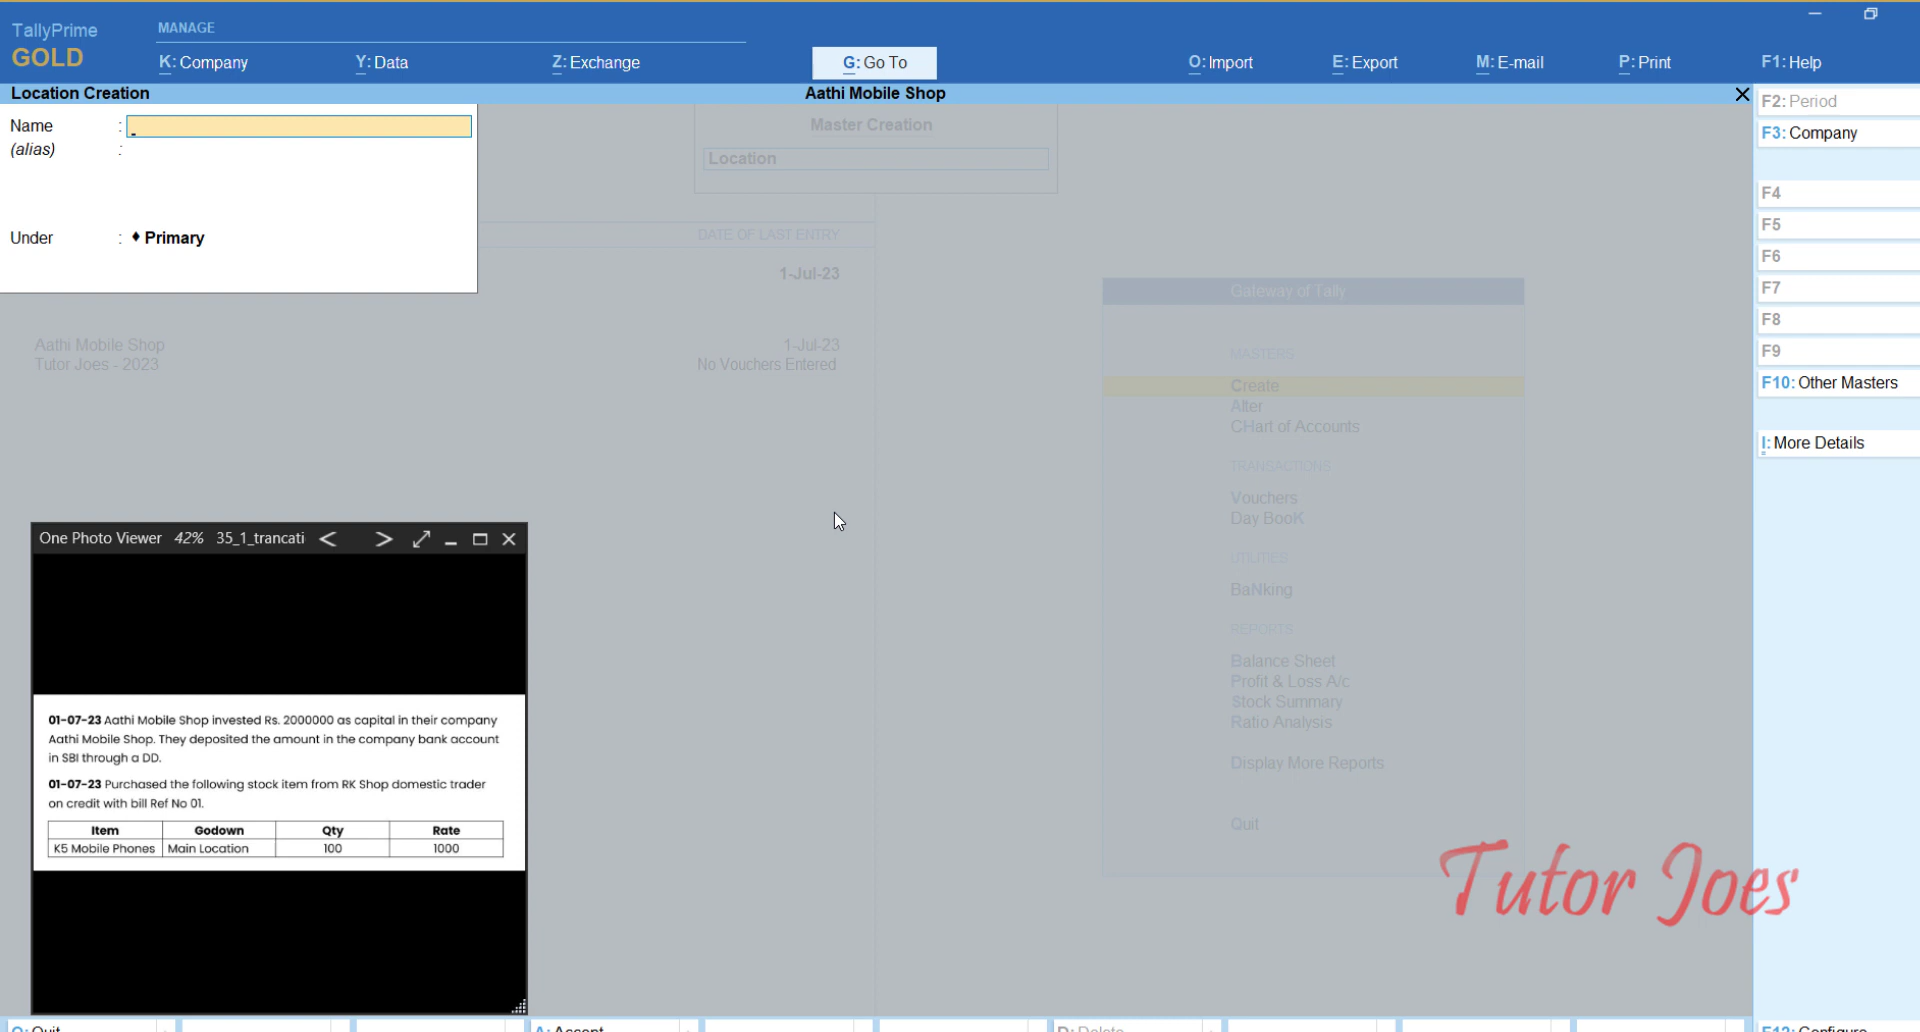 TallyPrime
GOLD
MANAGE
K: Company
Y: Data
Z: Exchange
G: Go To
O: Import
E: Export
M: E-mail
P: Print
F1: Help
Location Creation
Aathi Mobile Shop
Name :
(alias) :
Under : ♦ Primary
Master Creation
Location
DATE OF LAST ENTRY
1-Jul-23
Aathi Mobile Shop 1-Jul-23
Tutor Joes - 2023 No Vouchers Entered
Gateway of Tally
MASTERS
Create
Alter
CHart of Accounts
TRANSACTIONS
Vouchers
Day BooK
UTILITIES
BaNking
REPORTS
Balance Sheet
Profit & Loss A/c
Stock Summary
Ratio Analysis
Display More Reports
Quit
F2: Period
F3: Company
F4
F5
F6
F7
F8
F9
F10: Other Masters
I: More Details
One Photo Viewer 42% 35_1_trancati
01-07-23 Aathi Mobile Shop invested Rs. 2000000 as capital in their company
Aathi Mobile Shop. They deposited the amount in the company bank account
in SBI through a DD.
01-07-23 Purchased the following stock item from RK Shop domestic trader
on credit with bill Ref No 01.
Item Godown Qty Rate
K5 Mobile Phones Main Location 100 1000
Tutor Joes
Q: Quit
A: Accept
D: Delete
F12: Configure